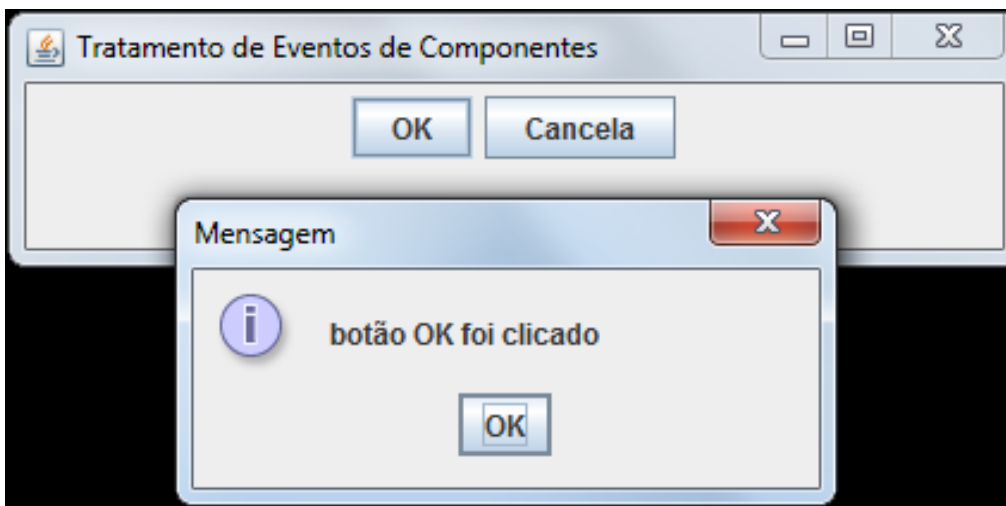 Tratamento de Eventos de Componentes
OK Cancela
Mensagem
botão OK foi clicado
OK